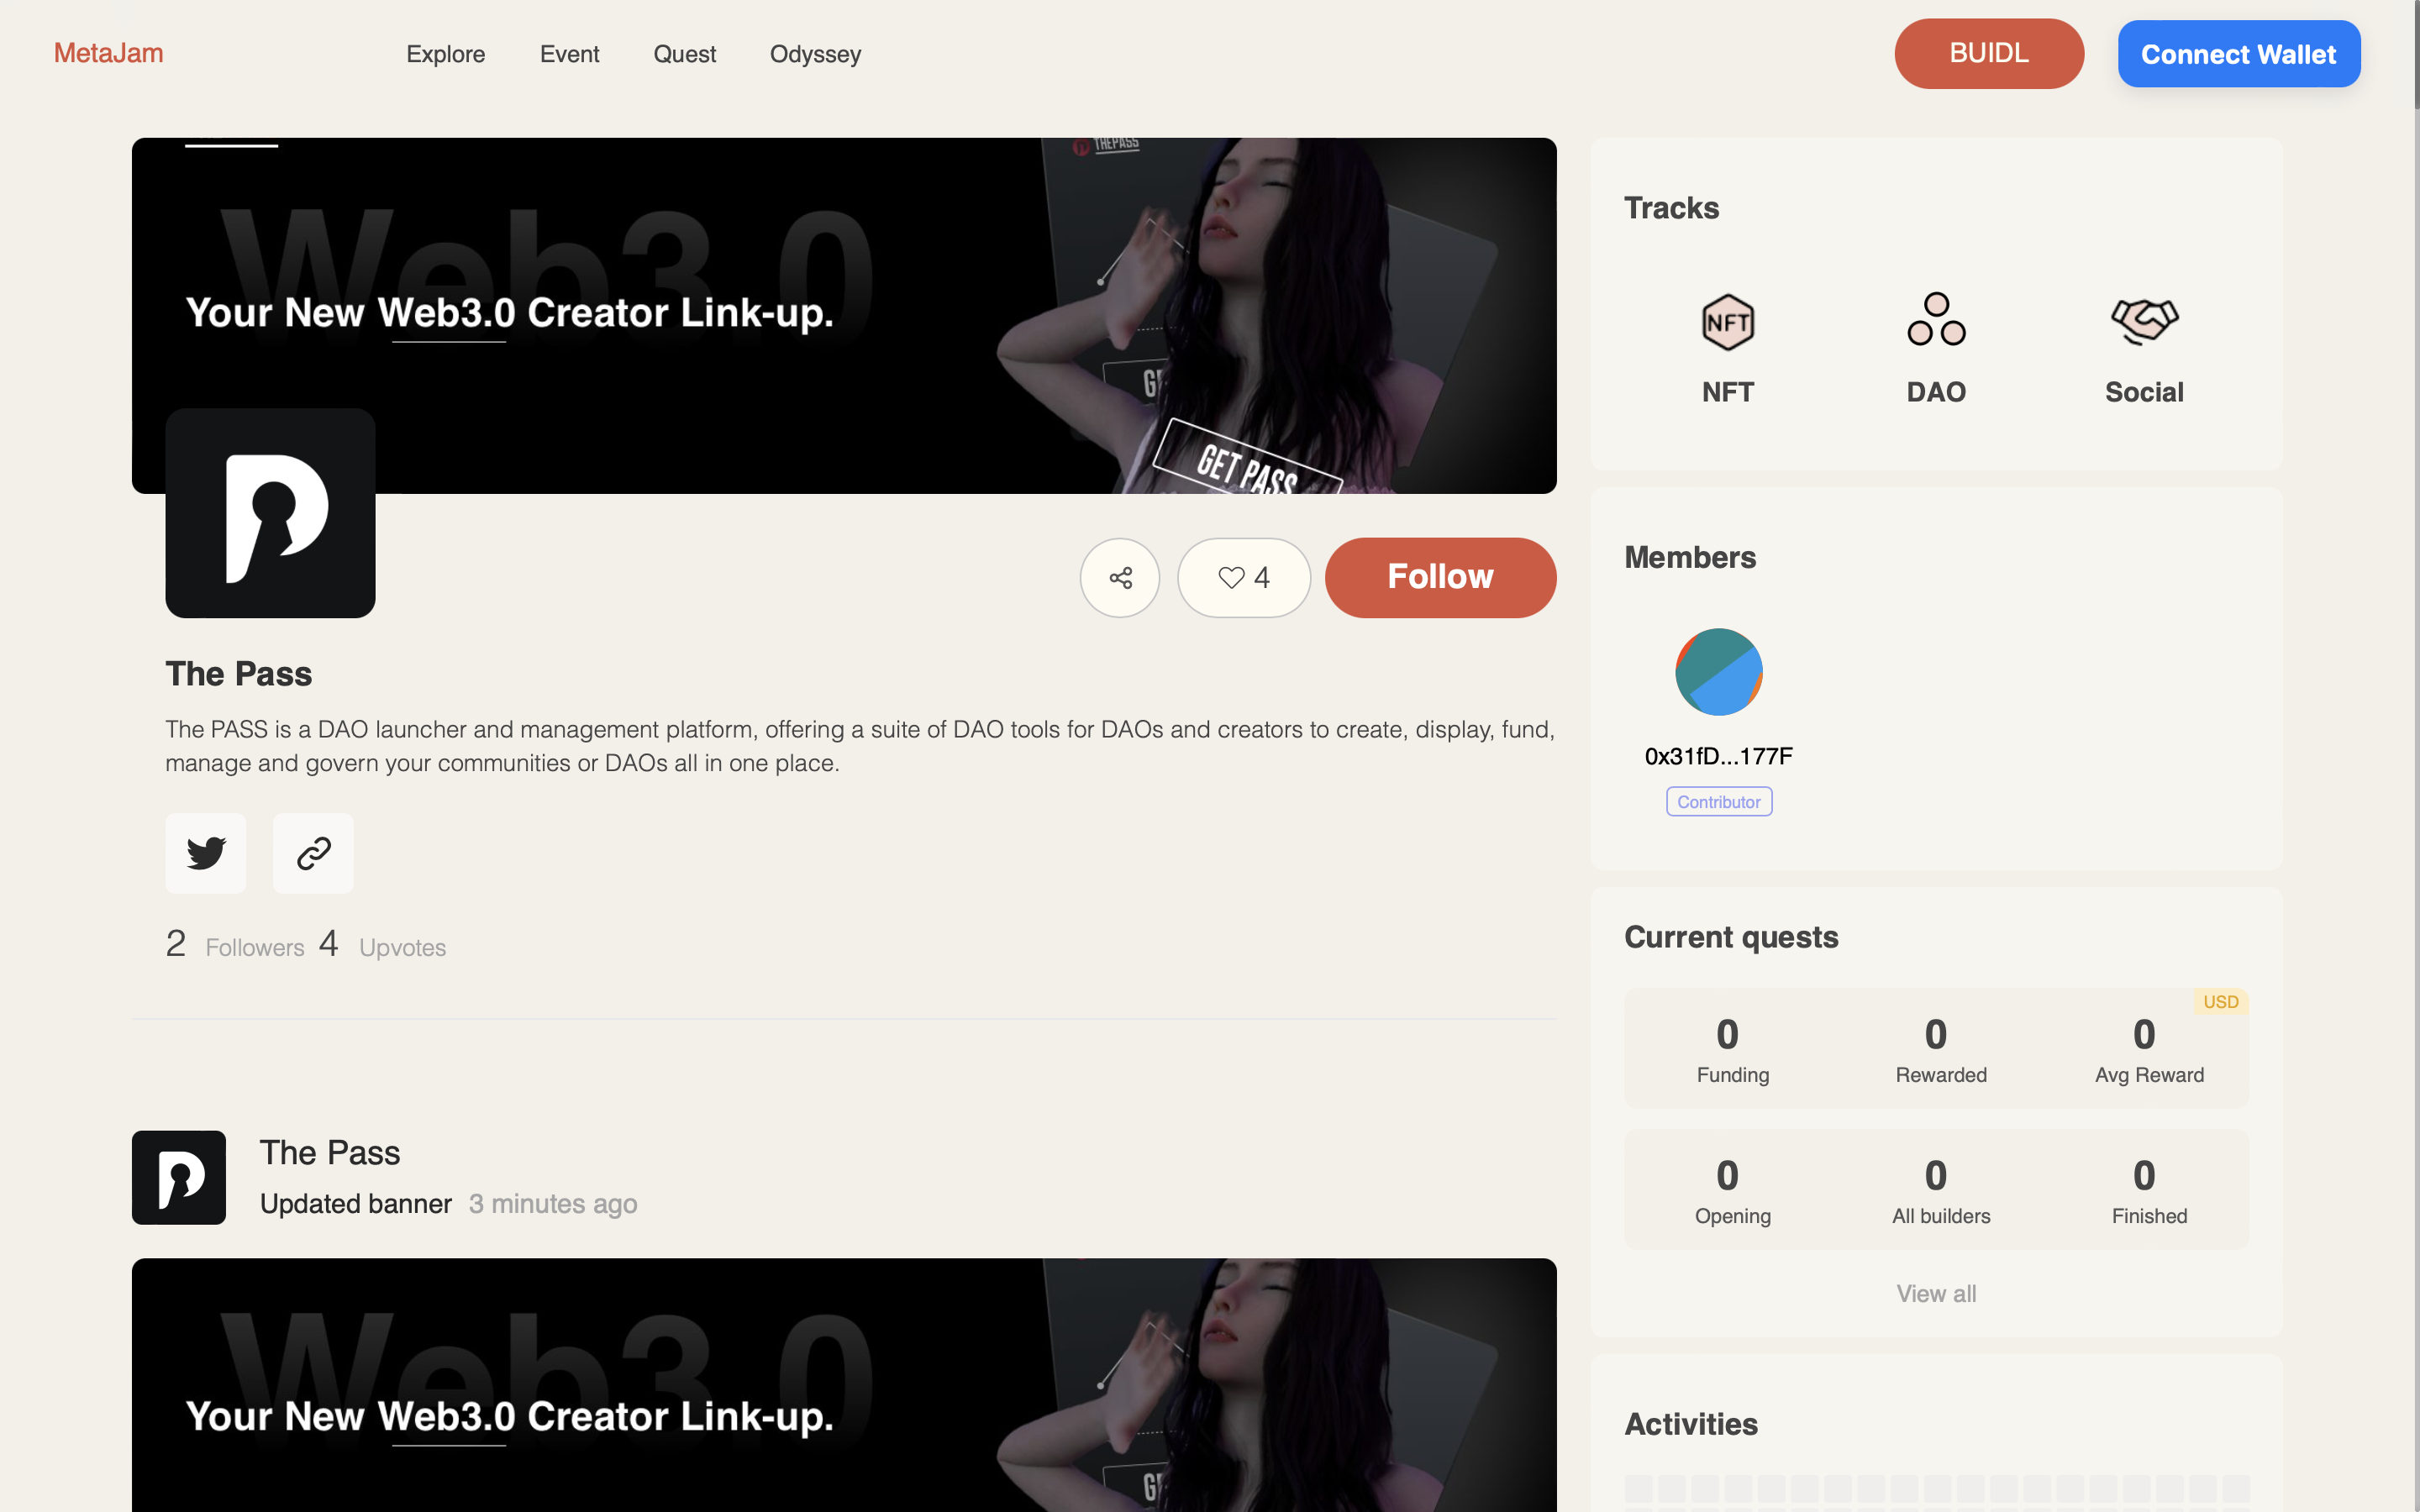 MetaJam
Explore
Event
Quest
Odyssey
BUIDL
Connect Wallet
THEPASS
Web3.0
Your New Web3.0 Creator Link-up.
GET PASS
4
Follow
The Pass
The PASS is a DAO launcher and management platform, offering a suite of DAO tools for DAOs and creators to create, display, fund,
manage and govern your communities or DAOs all in one place.
2 Followers 4 Upvotes
The Pass
Updated banner 3 minutes ago
Web3.0
Your New Web3.0 Creator Link-up.
Tracks
NFT
NFT
DAO
Social
Members
0x31fD...177F
Contributor
Current quests
USD
0
Funding
0
Rewarded
0
Avg Reward
0
Opening
0
All builders
0
Finished
View all
Activities